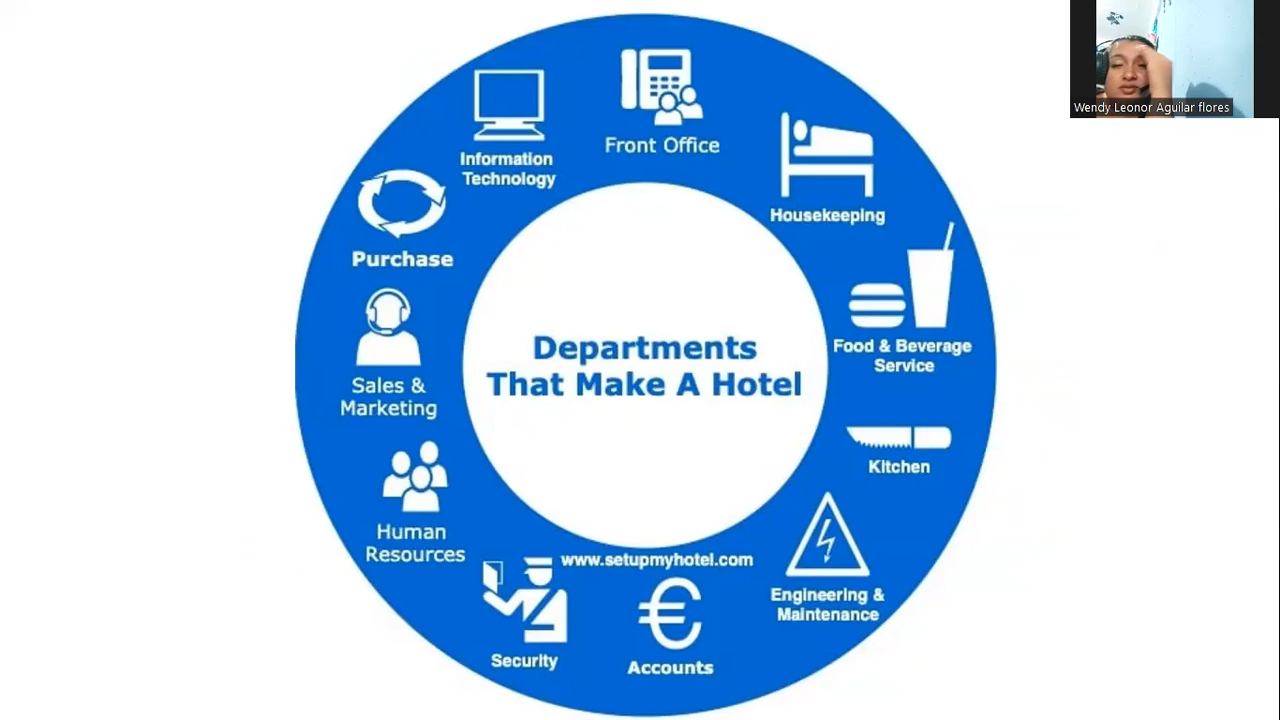 Wendy Leonor Aguilar flores
Front Office
Information
Technology
Housekeeping
Purchase
Food & Beverage
Service
Departments
That Make A Hotel
Sales &
Marketing
Kitchen
Human
Resources
www.setupmyhotel.com
Engineering &
Maintenance
Security
Accounts